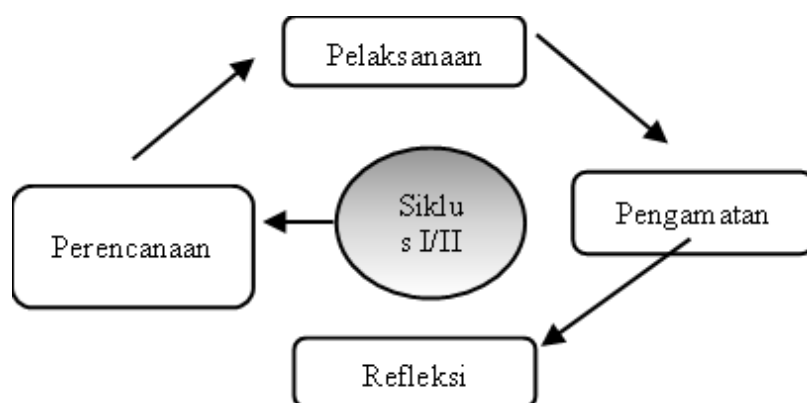 Pelaksanaan
Siklu
s I/II
Pengamatan
Perencanaan
Refleksi